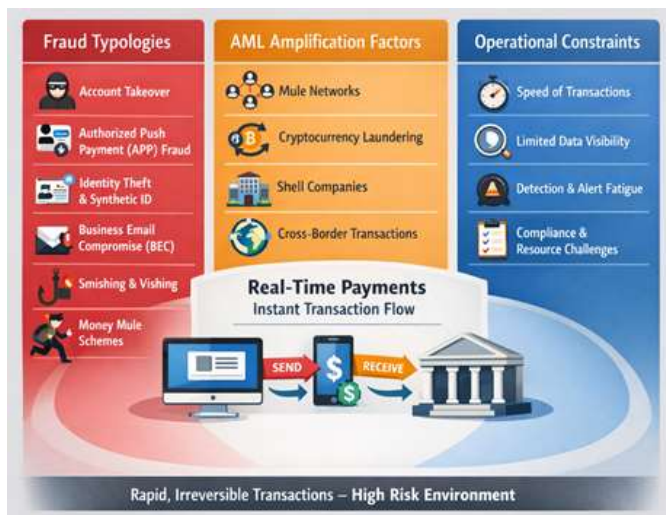 Fraud Typologies
Account Takeover
Authorized Push
Payment (APP) Fraud
Identity Theft
& Synthetic ID
Business Email
Compromise (BEC)
Smishing & Vishing
Money Mule
Schemes
AML Amplification Factors
Mule Networks
Cryptocurrency Laundering
Shell Companies
Cross-Border Transactions
Operational Constraints
Speed of Transactions
Limited Data Visibility
Detection & Alert Fatigue
Compliance &
Resource Challenges
Real-Time Payments
Instant Transaction Flow
SEND
$
$
RECEIVE
Rapid, Irreversible Transactions – High Risk Environment